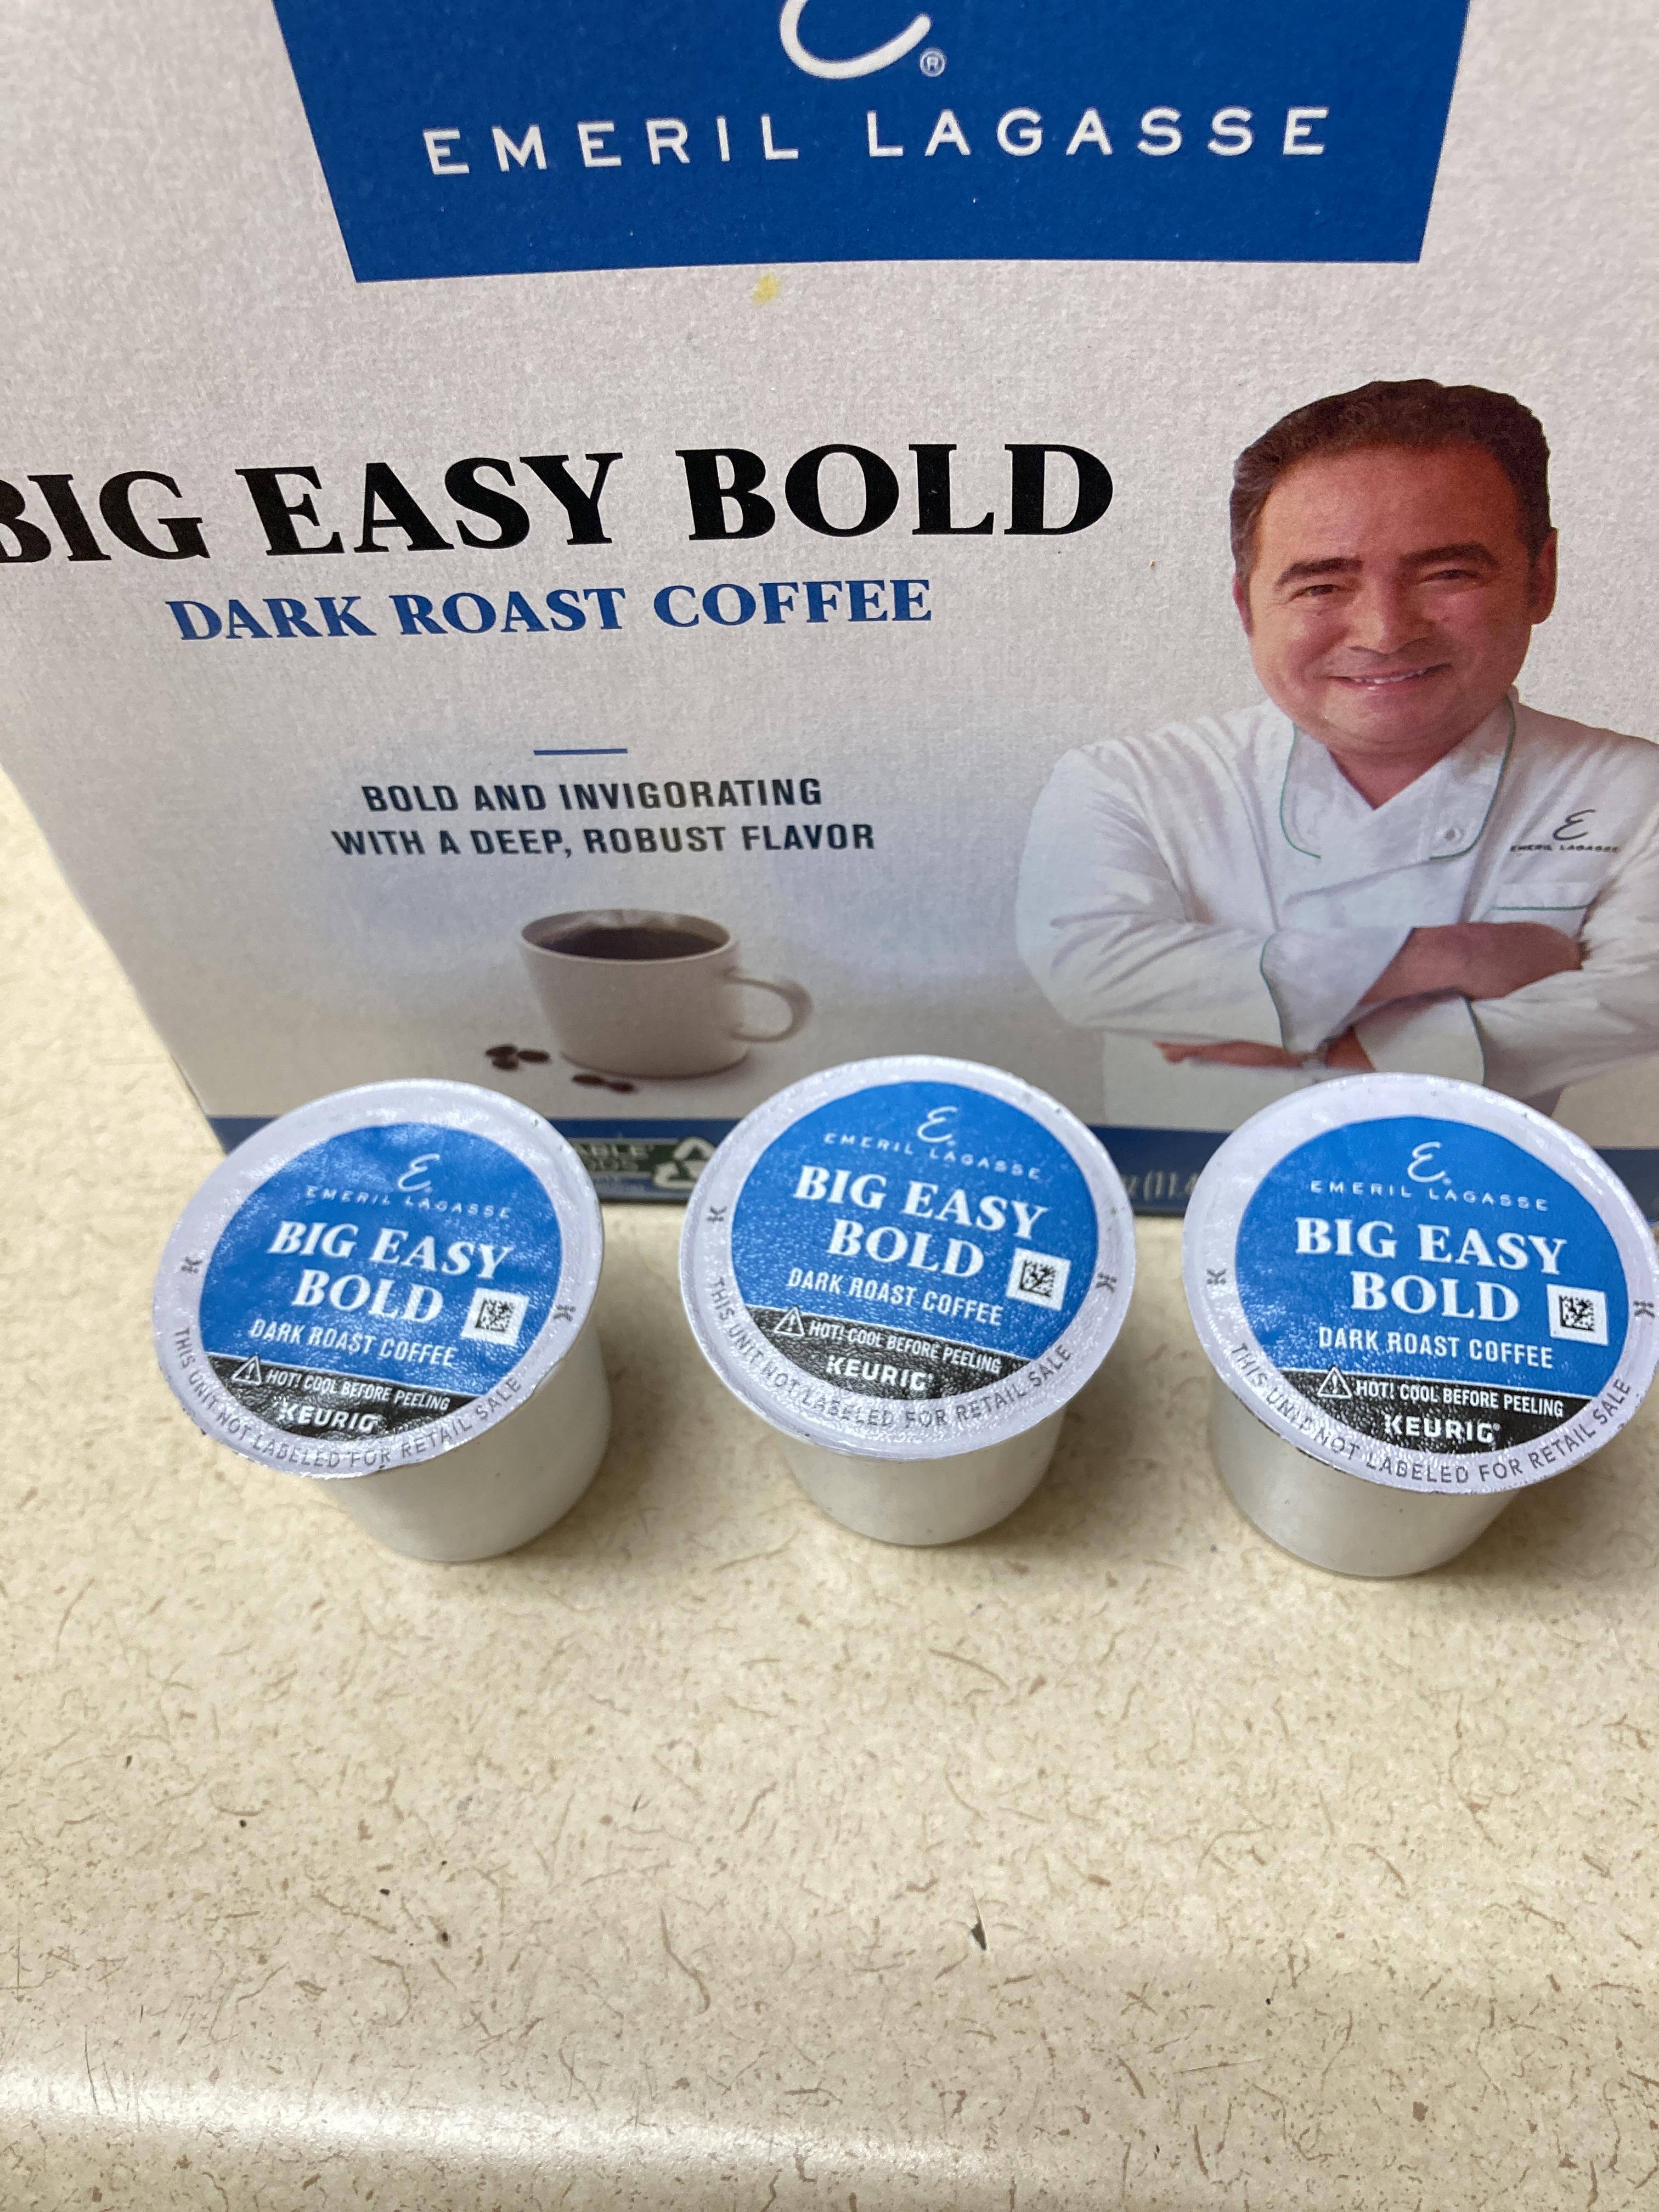 E®
EMERIL LAGASSE
BIG EASY BOLD
DARK ROAST COFFEE
BOLD AND INVIGORATING
WITH A DEEP, ROBUST FLAVOR
E
EMERIL LAGASSE
E®
EMERIL LAGASSE
BIG EASY
BOLD
DARK ROAST COFFEE
HOT! COOL BEFORE PEELING
KEURIG®
THIS UNIT NOT LABELED FOR RETAIL SALE
K
K
E®
EMERIL LAGASSE
BIG EASY
BOLD
DARK ROAST COFFEE
HOT! COOL BEFORE PEELING
KEURIG®
THIS UNIT NOT LABELED FOR RETAIL SALE
K
K
E®
EMERIL LAGASSE
BIG EASY
BOLD
DARK ROAST COFFEE
HOT! COOL BEFORE PEELING
KEURIG®
THIS UNIT NOT LABELED FOR RETAIL SALE
K
K